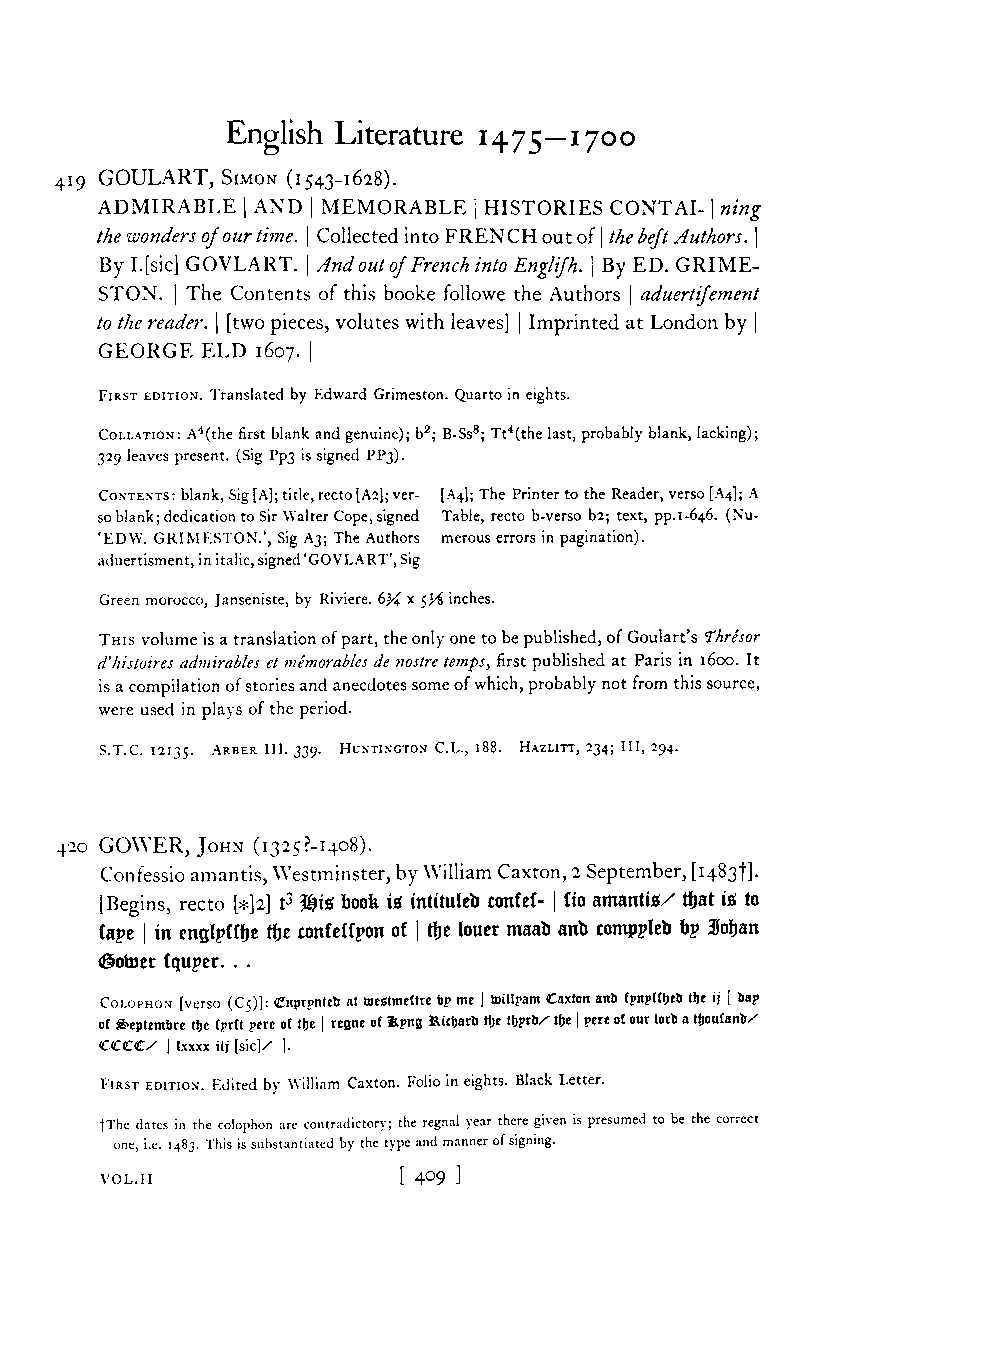 English Literature 1475—1700
419 GOULART, SIMON (1543-1628).
ADMIRABLE | AND | MEMORABLE | HISTORIES CONTAI- | ning
the wonders of our time. | Collected into FRENCH out of | the beſt Authors. |
By I.[sic] GOVLART. | And out of French into Engliſh. | By ED. GRIME-
STON. | The Contents of this booke followe the Authors | aduertiſement
to the reader. | [two pieces, volutes with leaves] | Imprinted at London by |
GEORGE ELD 1607. |
FIRST EDITION. Translated by Edward Grimeston. Quarto in eights.
COLLATION: A⁴(the first blank and genuine); b²; B-Ss⁸; Tt⁴(the last, probably blank, lacking);
329 leaves present. (Sig Pp3 is signed PP3).
CONTENTS: blank, Sig [A]; title, recto [A2]; ver-
so blank; dedication to Sir Walter Cope, signed
'EDW. GRIMESTON.', Sig A3; The Authors
aduertisment, in italic, signed 'GOVLART', Sig
[A4]; The Printer to the Reader, verso [A4]; A
Table, recto b-verso b2; text, pp.1-646. (Nu-
merous errors in pagination).
Green morocco, Janseniste, by Riviere. 6¾ x 5⅛ inches.
THIS volume is a translation of part, the only one to be published, of Goulart's Thrésor
d'histoires admirables et mémorables de nostre temps, first published at Paris in 1600. It
is a compilation of stories and anecdotes some of which, probably not from this source,
were used in plays of the period.
S.T.C. 12135. ARBER III. 339. HUNTINGTON C.L., 188. HAZLITT, 234; III, 294.
420 GOWER, JOHN (1325?-1408).
Confessio amantis, Westminster, by William Caxton, 2 September, [1483†].
[Begins, recto [*]2] t³ His book is intituled confeſ- | ſio amantis/ that is to
ſaye | in englyſſhe the confeſſyon of | the louer maad and compyled by Johan
Gower ſquyer. . .
COLOPHON [verso (C5)]: Enprynted at weſtmeſtre by me | willyam Caxton and fynyſſhed the ij | day
of Septembre the fyrſt yere of the | regne of Kyng Richard the thyrd/ the | yere of our lord a thouſand/
CCCC/ | lxxxx iij [sic]/ |.
FIRST EDITION. Edited by William Caxton. Folio in eights. Black Letter.
†The dates in the colophon are contradictory; the regnal year there given is presumed to be the correct
one, i.e. 1483. This is substantiated by the type and manner of signing.
VOL.II [ 409 ]